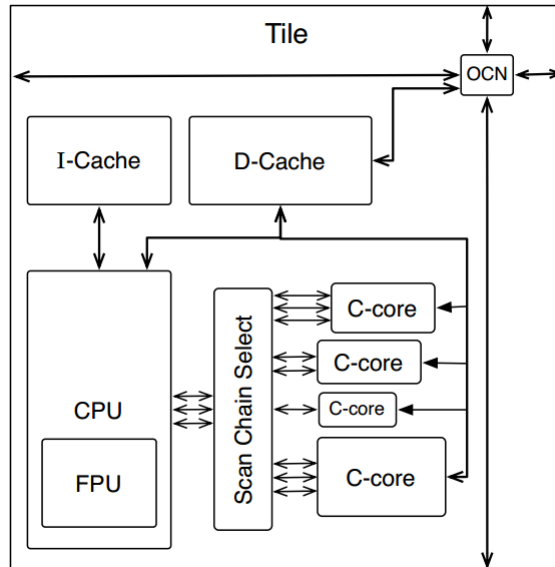 Tile
OCN
I-Cache
D-Cache
CPU
FPU
Scan Chain Select
C-core
C-core
C-core
C-core